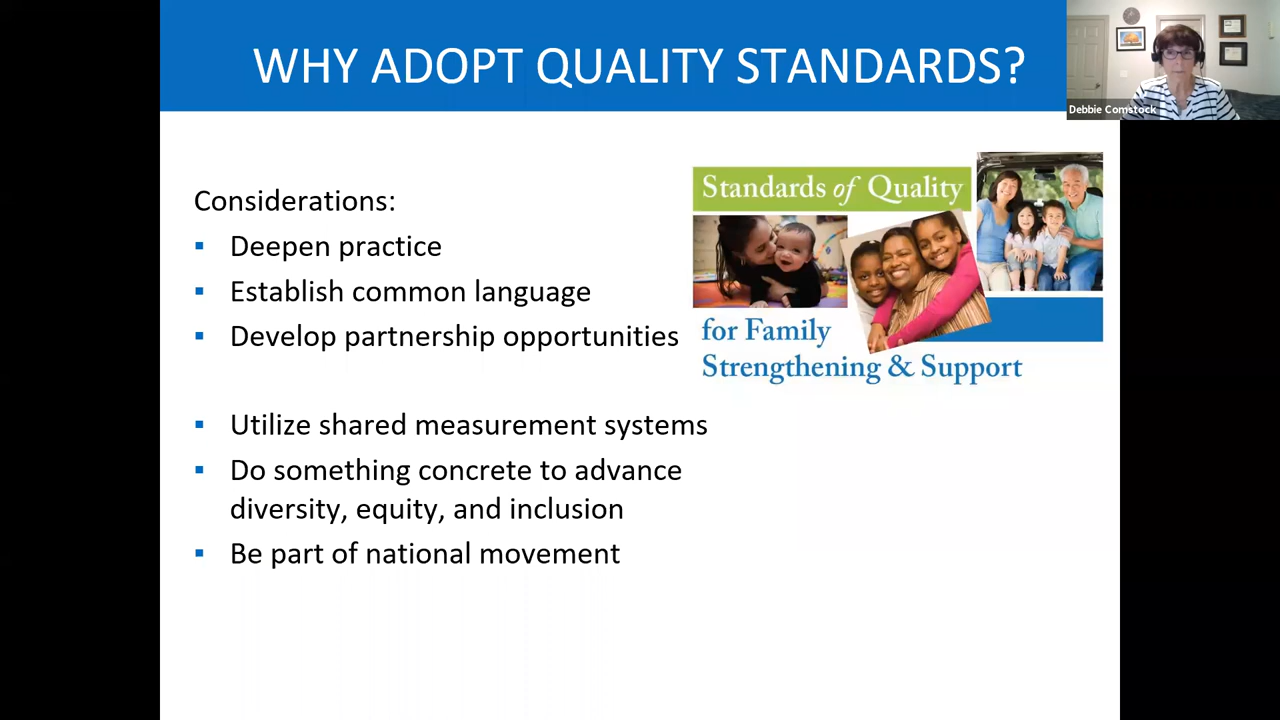 WHY ADOPT QUALITY STANDARDS?
Debbie Comstock
Considerations:
▪ Deepen practice
▪ Establish common language
▪ Develop partnership opportunities
Standards of Quality
for Family
Strengthening & Support
▪ Utilize shared measurement systems
▪ Do something concrete to advance
diversity, equity, and inclusion
▪ Be part of national movement